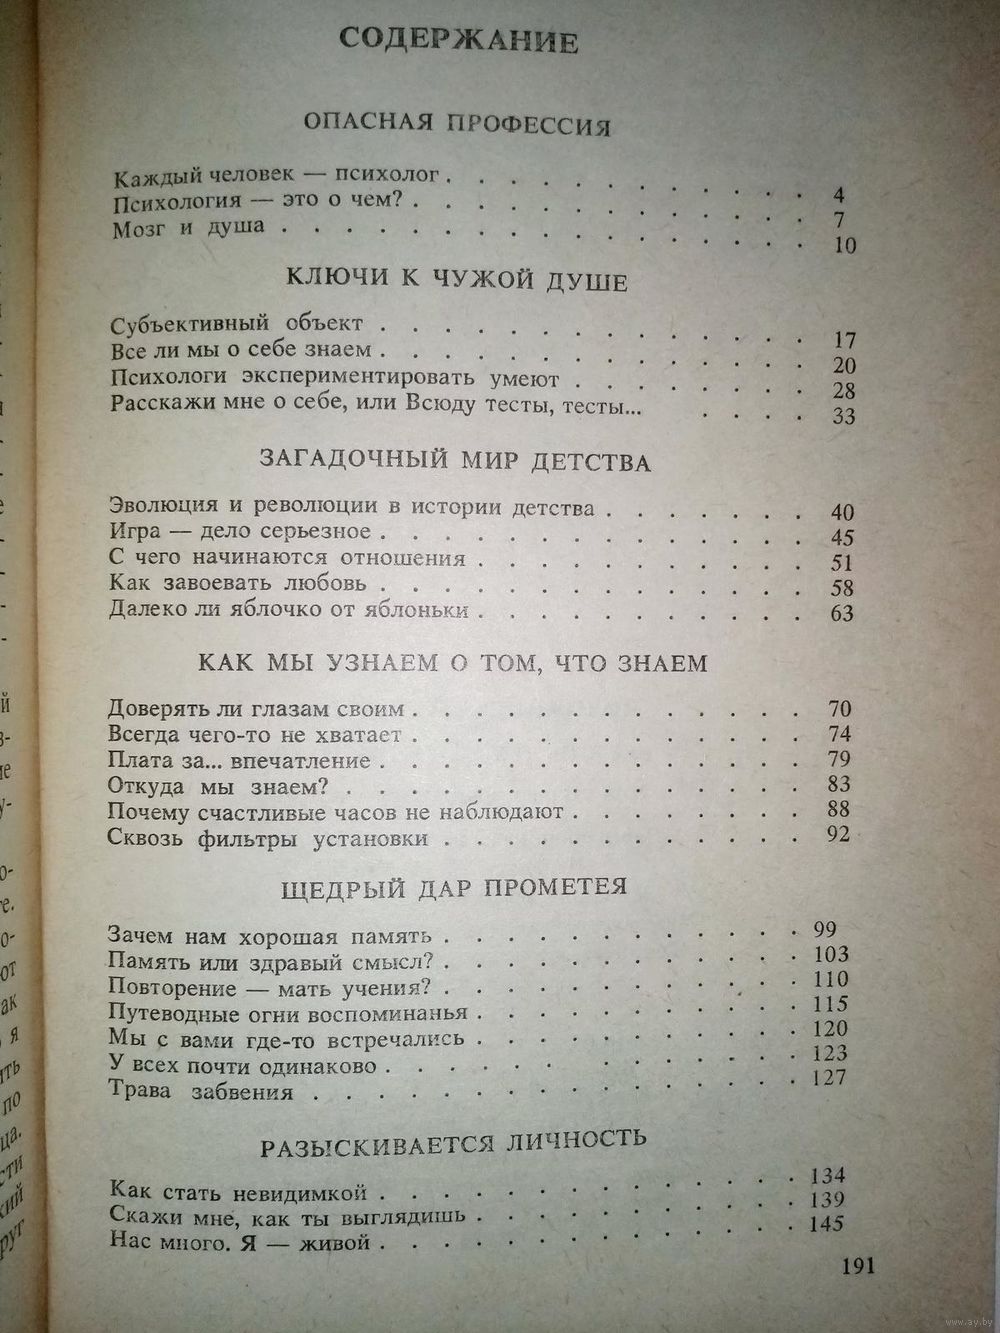 СОДЕРЖАНИЕ
ОПАСНАЯ ПРОФЕССИЯ
Каждый человек — психолог . . . . . . . . . . . . 4
Психология — это о чем? . . . . . . . . . . . . . 7
Мозг и душа . . . . . . . . . . . . . . . . . 10
КЛЮЧИ К ЧУЖОЙ ДУШЕ
Субъективный объект . . . . . . . . . . . . . . 17
Все ли мы о себе знаем . . . . . . . . . . . . . . 20
Психологи экспериментировать умеют . . . . . . . . 28
Расскажи мне о себе, или Всюду тесты, тесты... . . . . 33
ЗАГАДОЧНЫЙ МИР ДЕТСТВА
Эволюция и революции в истории детства . . . . . . . 40
Игра — дело серьезное . . . . . . . . . . . . . . 45
С чего начинаются отношения . . . . . . . . . . . 51
Как завоевать любовь . . . . . . . . . . . . . . 58
Далеко ли яблочко от яблоньки . . . . . . . . . . . 63
КАК МЫ УЗНАЕМ О ТОМ, ЧТО ЗНАЕМ
Доверять ли глазам своим . . . . . . . . . . . . . 70
Всегда чего-то не хватает . . . . . . . . . . . . . 74
Плата за... впечатление . . . . . . . . . . . . . . 79
Откуда мы знаем? . . . . . . . . . . . . . . . 83
Почему счастливые часов не наблюдают . . . . . . . . 88
Сквозь фильтры установки . . . . . . . . . . . . 92
ЩЕДРЫЙ ДАР ПРОМЕТЕЯ
Зачем нам хорошая память . . . . . . . . . . . . 99
Память или здравый смысл? . . . . . . . . . . . . 103
Повторение — мать учения? . . . . . . . . . . . . 110
Путеводные огни воспоминанья . . . . . . . . . . . 115
Мы с вами где-то встречались . . . . . . . . . . . 120
У всех почти одинаково . . . . . . . . . . . . . 123
Трава забвения . . . . . . . . . . . . . . . . 127
РАЗЫСКИВАЕТСЯ ЛИЧНОСТЬ
Как стать невидимкой . . . . . . . . . . . . . . 134
Скажи мне, как ты выглядишь . . . . . . . . . . . 139
Нас много. Я — живой . . . . . . . . . . . . . . 145
191
www.ay.by